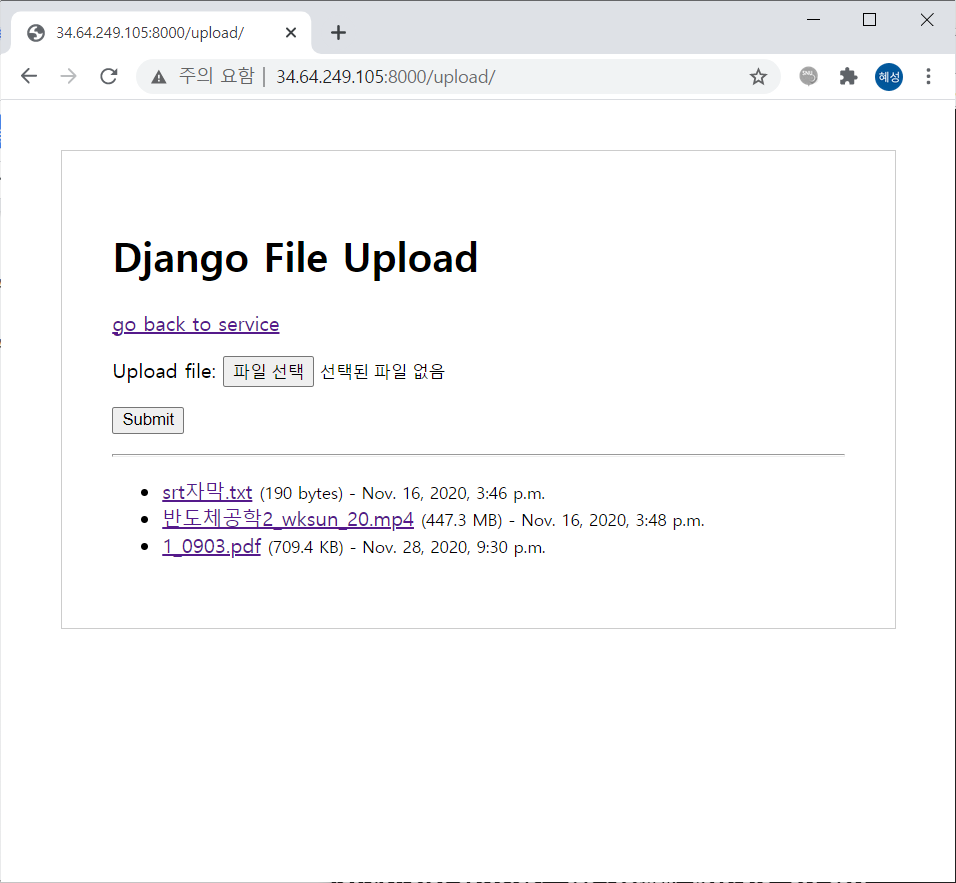 34.64.249.105:8000/upload/
주의 요함 | 34.64.249.105:8000/upload/
혜성
Django File Upload
go back to service
Upload file: 파일 선택 선택된 파일 없음
Submit
srt자막.txt (190 bytes) - Nov. 16, 2020, 3:46 p.m.
반도체공학2_wksun_20.mp4 (447.3 MB) - Nov. 16, 2020, 3:48 p.m.
1_0903.pdf (709.4 KB) - Nov. 28, 2020, 9:30 p.m.